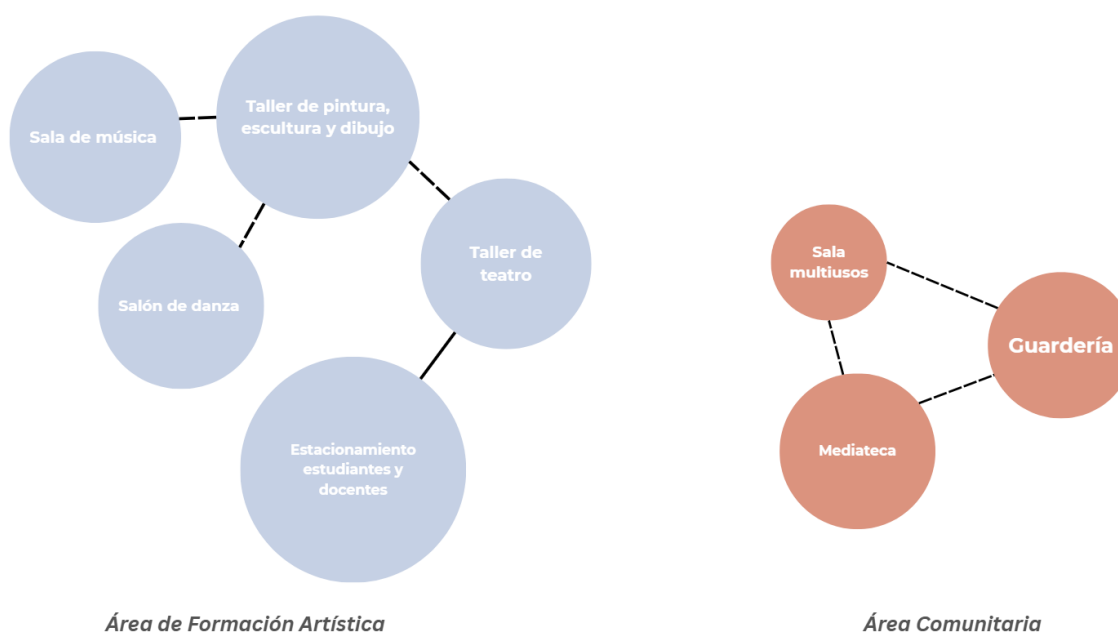 Sala de música
Taller de pintura,
escultura y dibujo
Salón de danza
Taller de
teatro
Estacionamiento
estudiantes y
docentes
Área de Formación Artística
Sala
multiusos
Guardería
Mediateca
Área Comunitaria